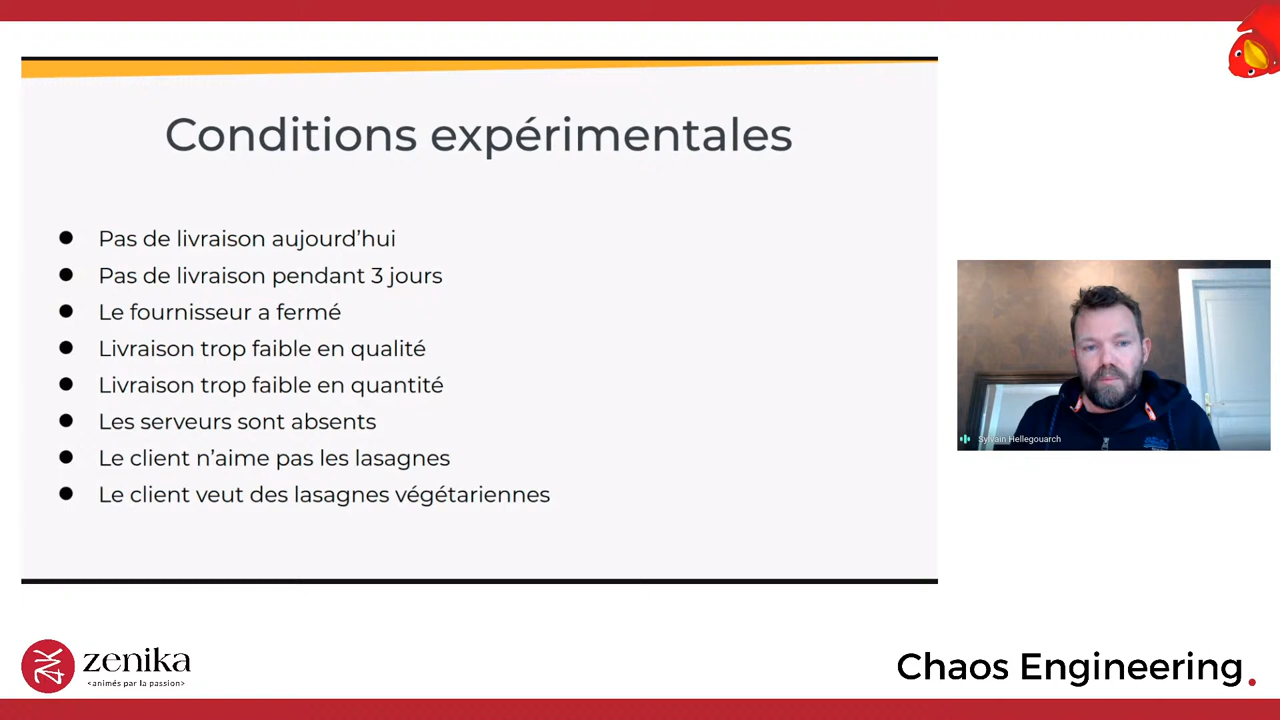 Conditions expérimentales
Pas de livraison aujourd’hui
Pas de livraison pendant 3 jours
Le fournisseur a fermé
Livraison trop faible en qualité
Livraison trop faible en quantité
Les serveurs sont absents
Le client n’aime pas les lasagnes
Le client veut des lasagnes végétariennes
Sylvain Hellegouarch
zenika
<animés par la passion>
Chaos Engineering.